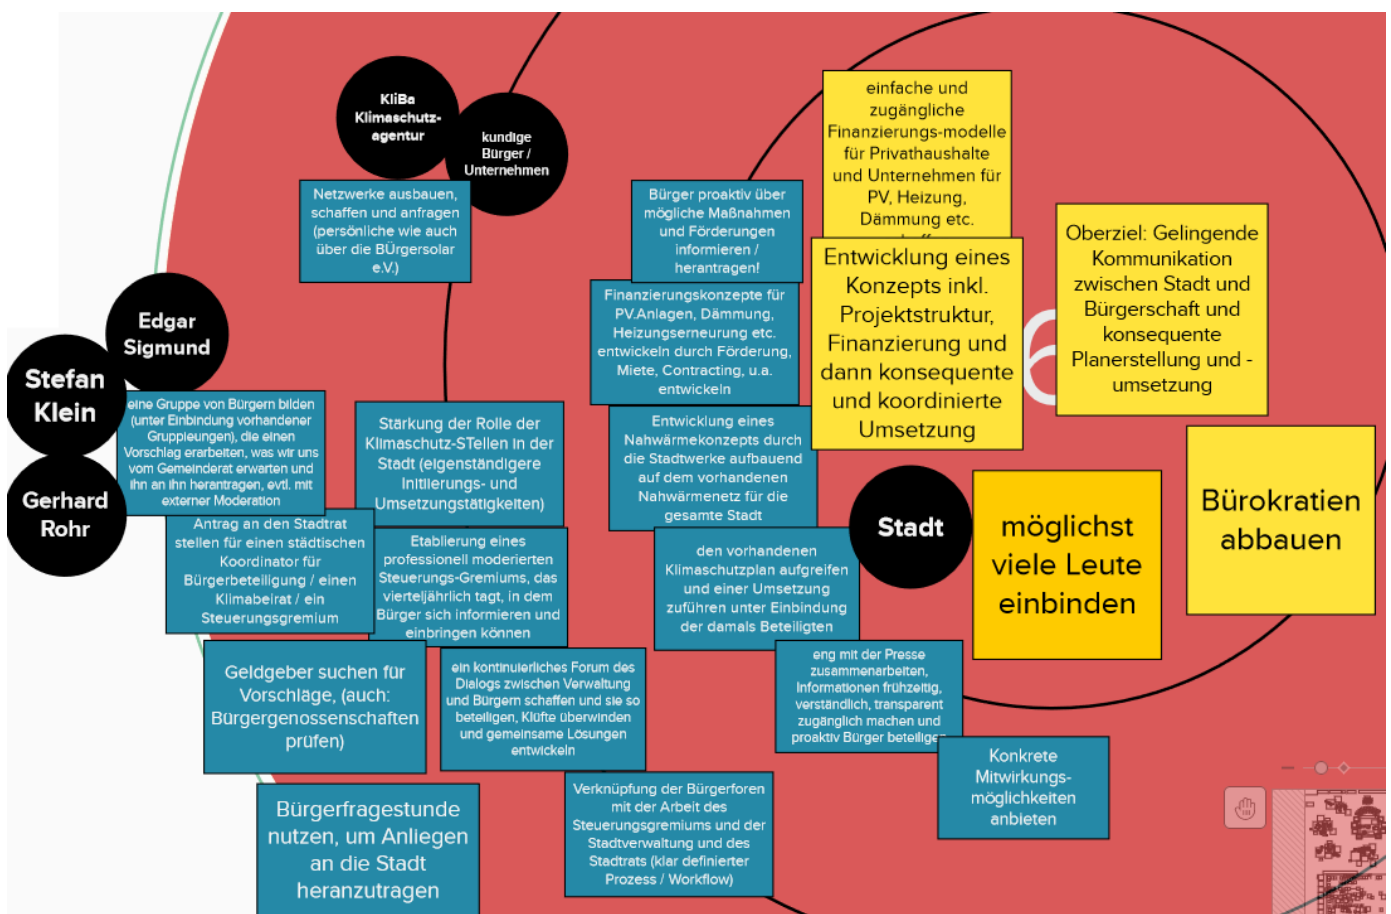 KliBa
Klimaschutz-
agentur
kundige
Bürger /
Unternehmen
Netzwerke ausbauen,
schaffen und anfragen
(persönliche wie auch
über die BÜrgersolar
e.V.)
Edgar
Sigmund
Stefan
Klein
Gerhard
Rohr
eine Gruppe von Bürgern bilden
(unter Einbindung vorhandener
Gruppieungen), die einen
Vorschlag erarbeiten, was wir uns
vom Gemeinderat erwarten und
ihn an ihn herantragen, evtl. mit
externer Moderation
Antrag an den Stadtrat
stellen für einen städtischen
Koordinator für
Bürgerbeteiligung / einen
Klimabeirat / ein
Steuerungsgremium
Geldgeber suchen für
Vorschläge, (auch:
Bürgergenossenschaften
prüfen)
Bürgerfragestunde
nutzen, um Anliegen
an die Stadt
heranzutragen
Stärkung der Rolle der
Klimaschutz-STellen in der
Stadt (eigenständigere
Initiierungs- und
Umsetzungstätigkeiten)
Etablierung eines
professionell moderierten
Steuerungs-Gremiums, das
vierteljährlich tagt, in dem
Bürger sich informieren und
einbringen können
ein kontinuierliches Forum des
Dialogs zwischen Verwaltung
und Bürgern schaffen und sie so
beteiligen, Klüfte überwinden
und gemeinsame Lösungen
entwickeln
Verknüpfung der Bürgerforen
mit der Arbeit des
Steuerungsgremiums und der
Stadtverwaltung und des
Stadtrats (klar definierter
Prozess / Workflow)
Bürger proaktiv über
mögliche Maßnahmen
und Förderungen
informieren /
herantragen!
Finanzierungskonzepte für
PV.Anlagen, Dämmung,
Heizungserneurung etc.
entwickeln durch Förderung,
Miete, Contracting, u.a.
entwickeln
Entwicklung eines
Nahwärmekonzepts durch
die Stadtwerke aufbauend
auf dem vorhandenen
Nahwärmenetz für die
gesamte Stadt
den vorhandenen
Klimaschutzplan aufgreifen
und einer Umsetzung
zuführen unter Einbindung
der damals Beteiligten
eng mit der Presse
zusammenarbeiten,
Informationen frühzeitig,
verständlich, transparent
zugänglich machen und
proaktiv Bürger beteiligen
Konkrete
Mitwirkungs-
möglichkeiten
anbieten
einfache und
zugängliche
Finanzierungs-modelle
für Privathaushalte
und Unternehmen für
PV, Heizung,
Dämmung etc.
Entwicklung eines
Konzepts inkl.
Projektstruktur,
Finanzierung und
dann konsequente
und koordinierte
Umsetzung
6
Oberziel: Gelingende
Kommunikation
zwischen Stadt und
Bürgerschaft und
konsequente
Planerstellung und -
umsetzung
Stadt
möglichst
viele Leute
einbinden
Bürokratien
abbauen